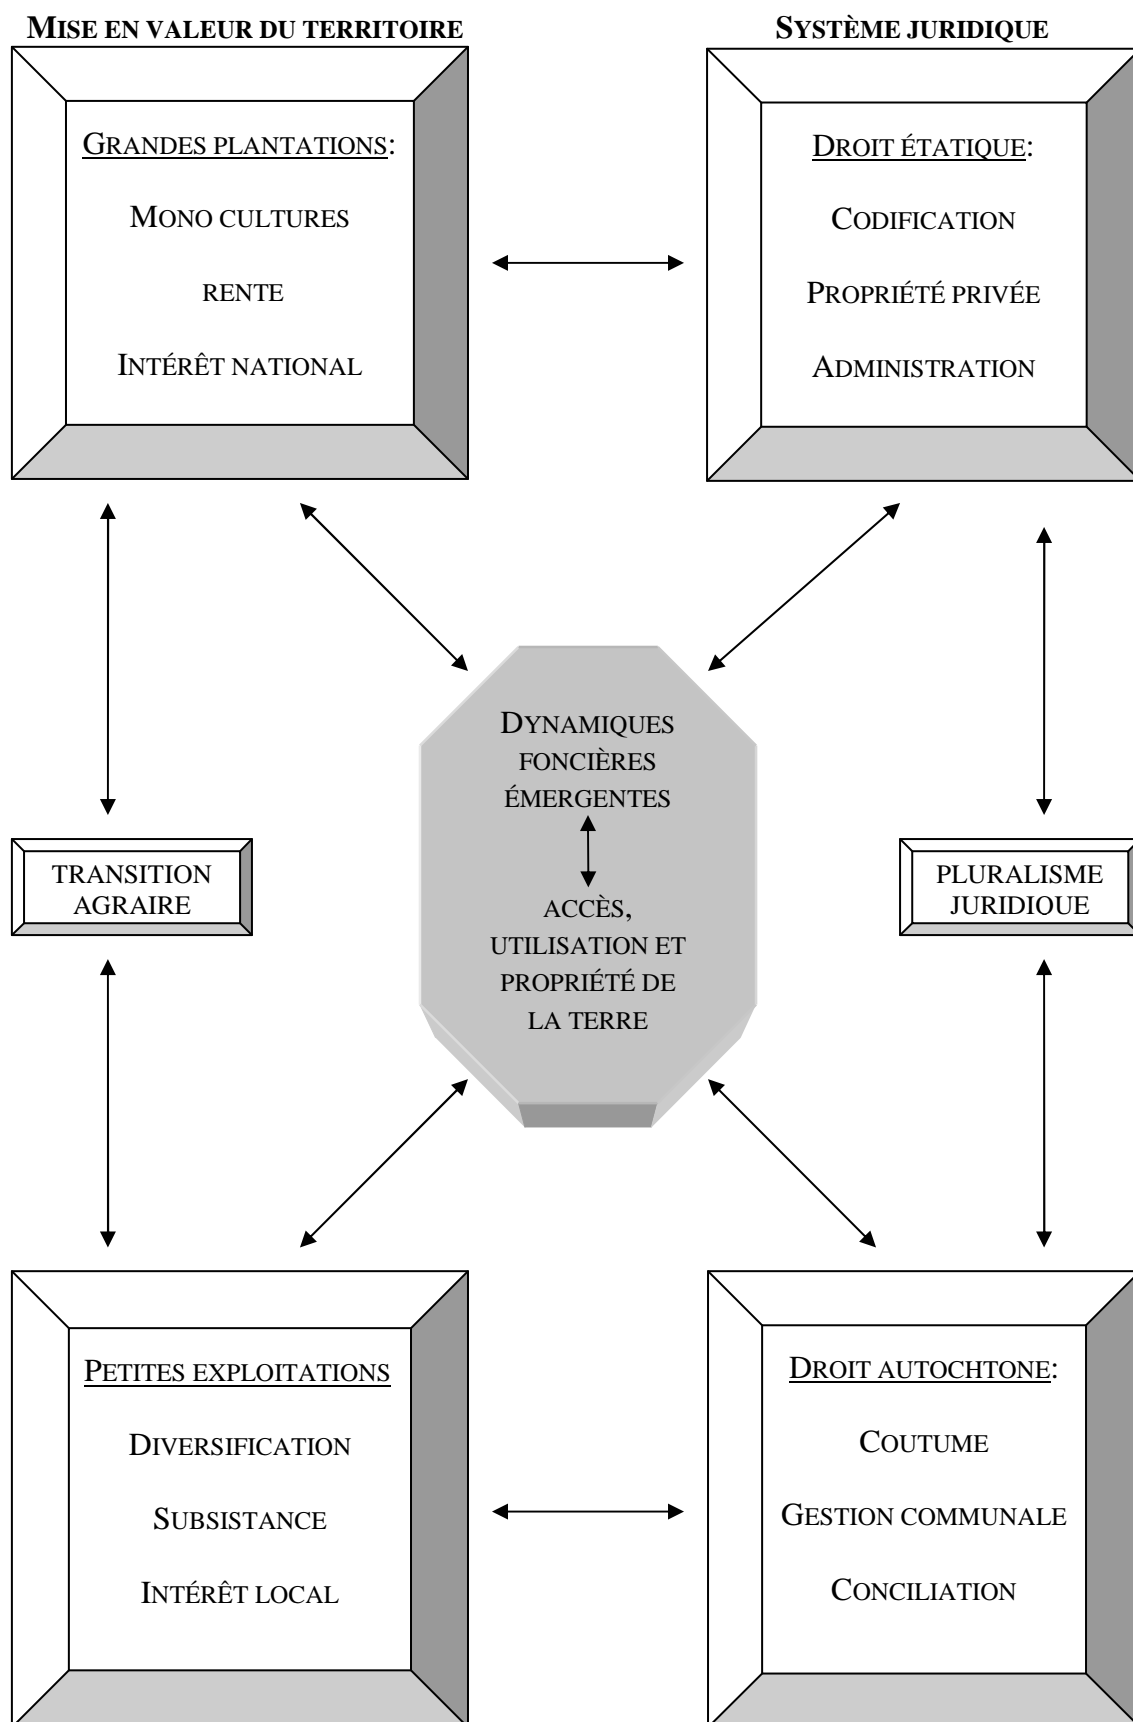 MISE EN VALEUR DU TERRITOIRE
SYSTÈME JURIDIQUE
GRANDES PLANTATIONS:
MONO CULTURES
RENTE
INTÉRÊT NATIONAL
DROIT ÉTATIQUE:
CODIFICATION
PROPRIÉTÉ PRIVÉE
ADMINISTRATION
DYNAMIQUES
FONCIÈRES
ÉMERGENTES
ACCÈS,
UTILISATION ET
PROPRIÉTÉ DE
LA TERRE
TRANSITION
AGRAIRE
PLURALISME
JURIDIQUE
PETITES EXPLOITATIONS
DIVERSIFICATION
SUBSISTANCE
INTÉRÊT LOCAL
DROIT AUTOCHTONE:
COUTUME
GESTION COMMUNALE
CONCILIATION